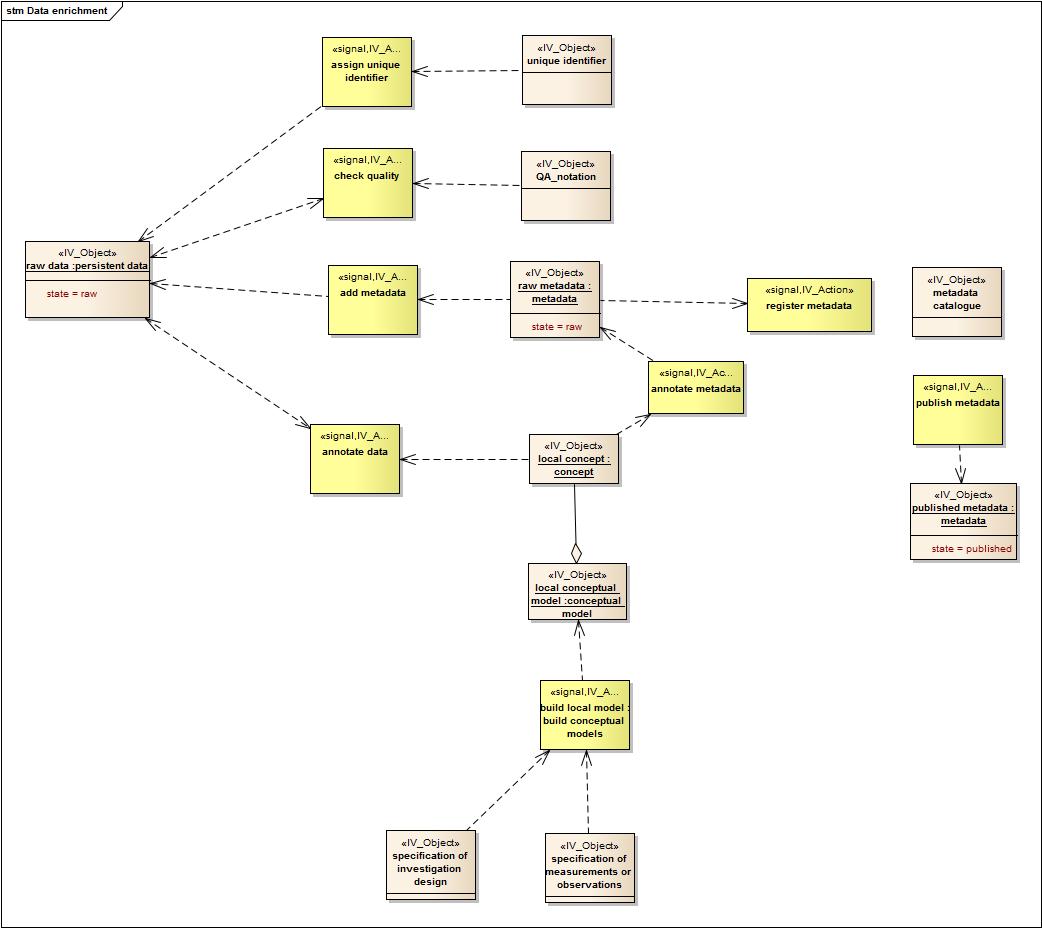 stm Data enrichment
«signal,IV_A...
assign unique
identifier
«IV_Object»
unique identifier
«signal,IV_A...
check quality
«IV_Object»
QA_notation
«IV_Object»
raw data :persistent data
state = raw
«signal,IV_A...
add metadata
«IV_Object»
raw metadata :
metadata
state = raw
«signal,IV_Action»
register metadata
«IV_Object»
metadata
catalogue
«signal,IV_Ac...
annotate metadata
«signal,IV_A...
publish metadata
«signal,IV_A...
annotate data
«IV_Object»
local concept :
concept
«IV_Object»
published metadata :
metadata
state = published
«IV_Object»
local conceptual
model :conceptual
model
«signal,IV_A...
build local model :
build conceptual
models
«IV_Object»
specification of
investigation
design
«IV_Object»
specification of
measurements or
observations